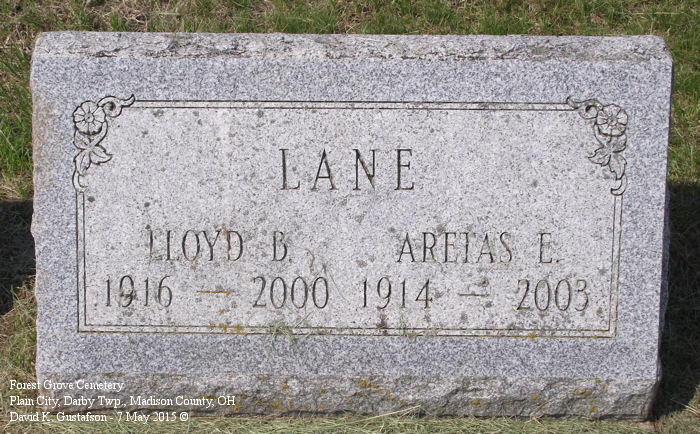 LANE
LLOYD B. ARETAS E.
1916 — 2000 1914 — 2003
Forest Grove Cemetery
Plain City, Darby Twp., Madison County, OH
David K. Gustafson - 7 May 2015 ©